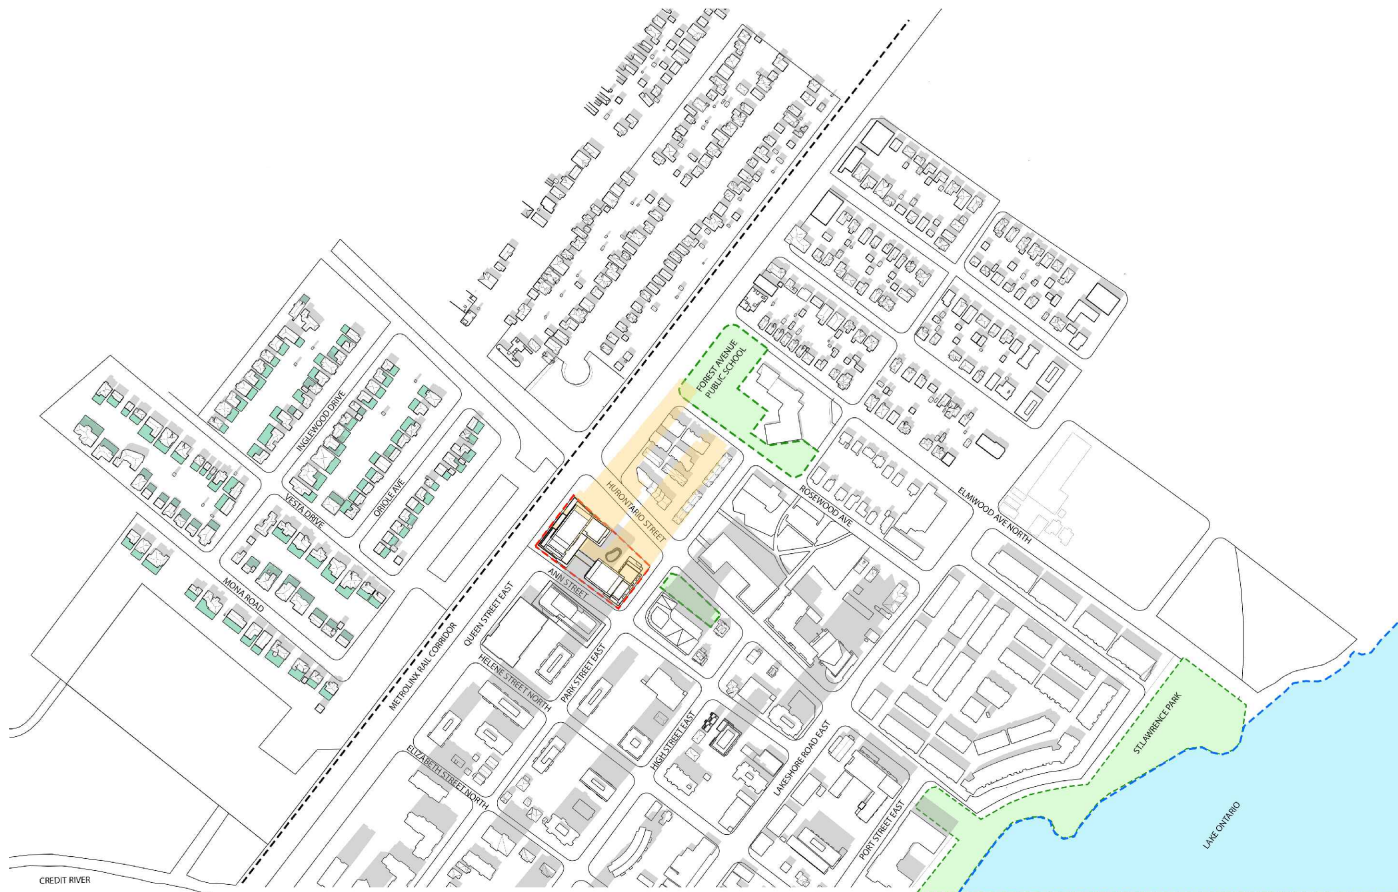 FOREST AVENUE
PUBLIC SCHOOL
INGLEWOOD DRIVE
ORIOLE AVE
VESTA DRIVE
HURONTARIO STREET
ROSEWOOD AVE
ELMWOOD AVE NORTH
MONA ROAD
ANN STREET
QUEEN STREET EAST
METROLINX RAIL CORRIDOR
HELENE STREET NORTH
PARK STREET EAST
HIGH STREET EAST
ELIZABETH STREET NORTH
LAKESHORE ROAD EAST
PORT STREET EAST
ST.LAWRENCE PARK
LAKE ONTARIO
CREDIT RIVER